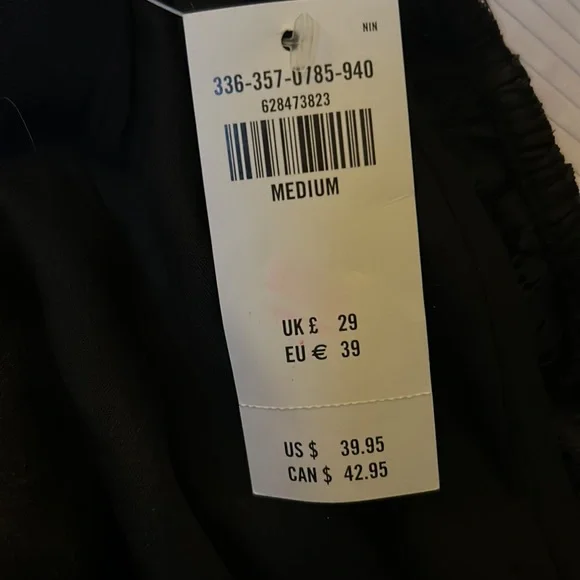 NIN
336-357-0785-940
628473823
MEDIUM
UK £ 29
EU € 39
US $ 39.95
CAN $ 42.95